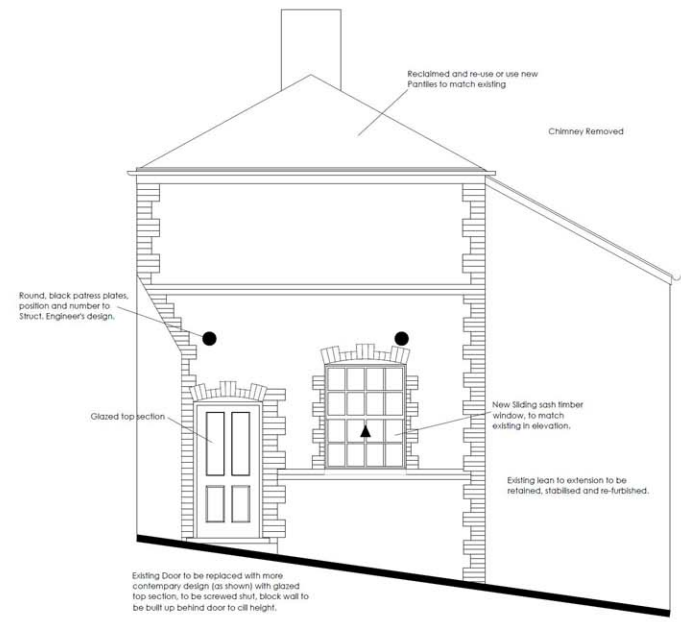 Reclaimed and re-use or use new
Pantiles to match existing
Chimney Removed
Round, black patress plates,
position and number to
Struct. Engineer's design.
Glazed top section
New Sliding sash timber
window, to match
existing in elevation.
Existing lean to extension to be
retained, stabilised and re-furbished.
Existing Door to be replaced with more
contempary design (as shown) with glazed
top section, to be screwed shut, block wall to
be built up behind door to cill height.